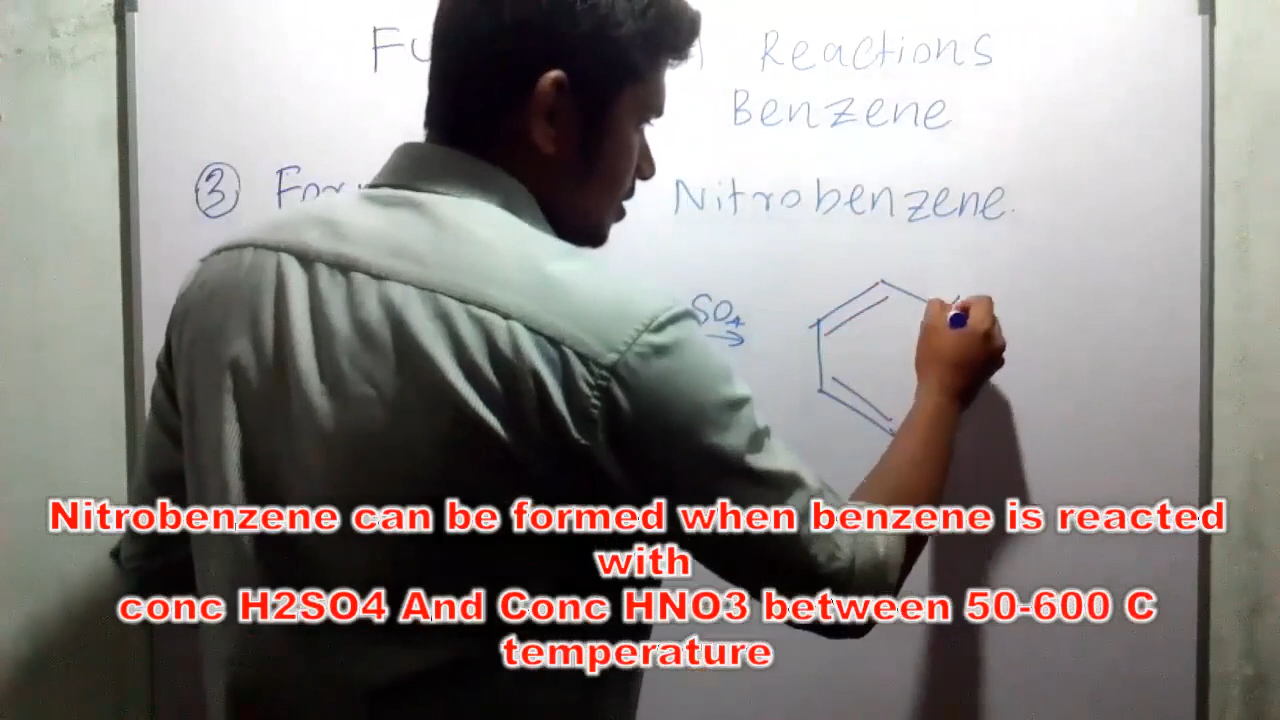 Reactions
Benzene
③ For
Nitrobenzene.
SO4
Nitrobenzene can be formed when benzene is reacted
with
conc H2SO4 And Conc HNO3 between 50-600 C
temperature